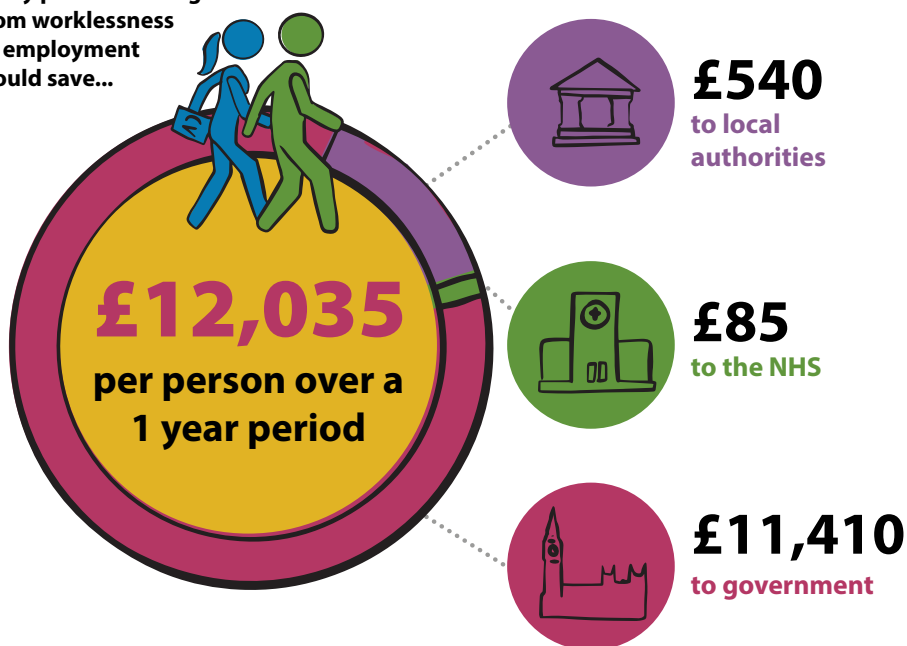 om worklessness
employment
ould save...
£12,035
per person over a
1 year period
£540
to local
authorities
£85
to the NHS
£11,410
to government
CV